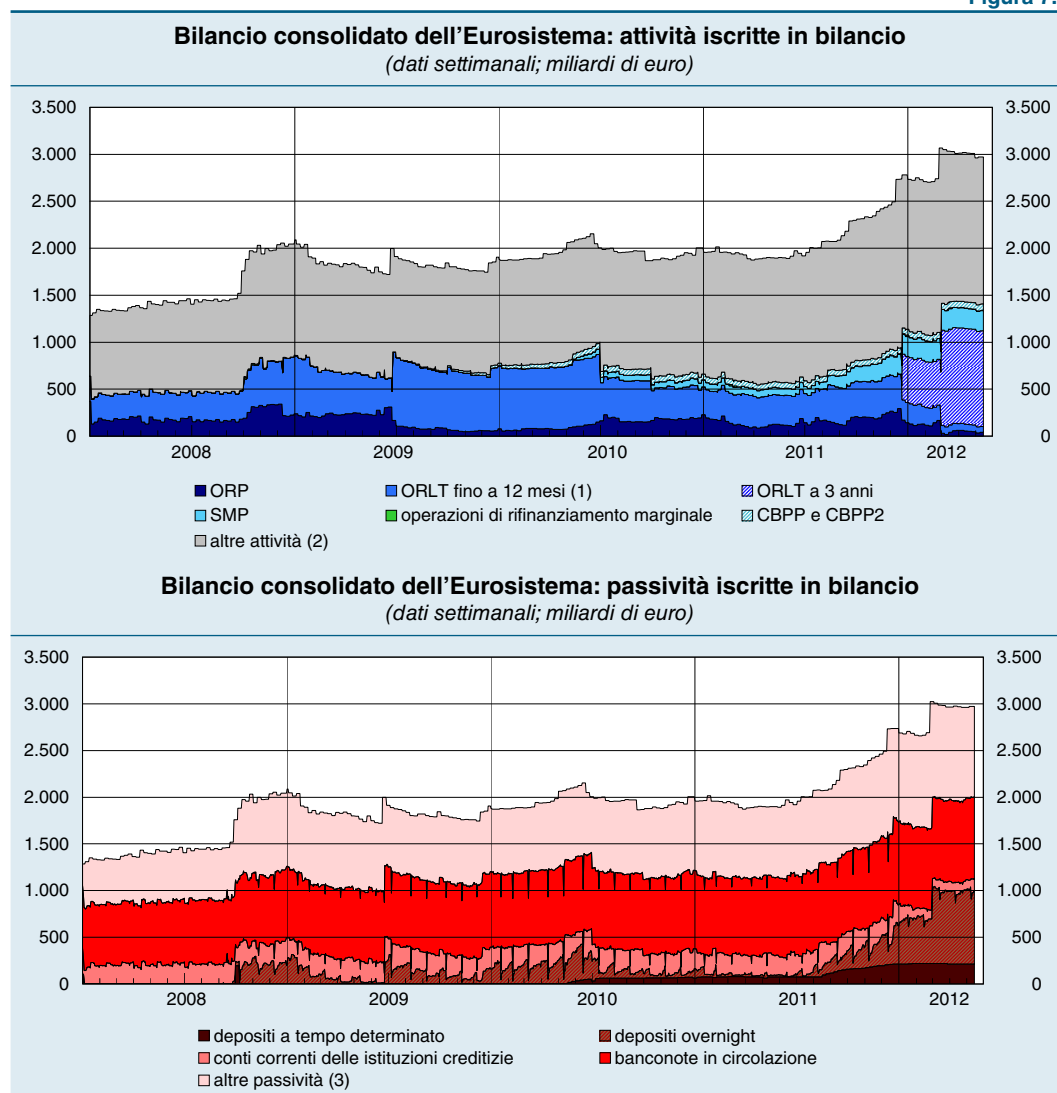 Figura 7.
Bilancio consolidato dell'Eurosistema: attività iscritte in bilancio
(dati settimanali; miliardi di euro)
3.500 3.500
3.000 3.000
2.500 2.500
2.000 2.000
1.500 1.500
1.000 1.000
500 500
0 0
2008 2009 2010 2011 2012
ORP ORLT fino a 12 mesi (1) ORLT a 3 anni
SMP operazioni di rifinanziamento marginale CBPP e CBPP2
altre attività (2)
Bilancio consolidato dell'Eurosistema: passività iscritte in bilancio
(dati settimanali; miliardi di euro)
3.500 3.500
3.000 3.000
2.500 2.500
2.000 2.000
1.500 1.500
1.000 1.000
500 500
0 0
2008 2009 2010 2011 2012
depositi a tempo determinato depositi overnight
conti correnti delle istituzioni creditizie banconote in circolazione
altre passività (3)